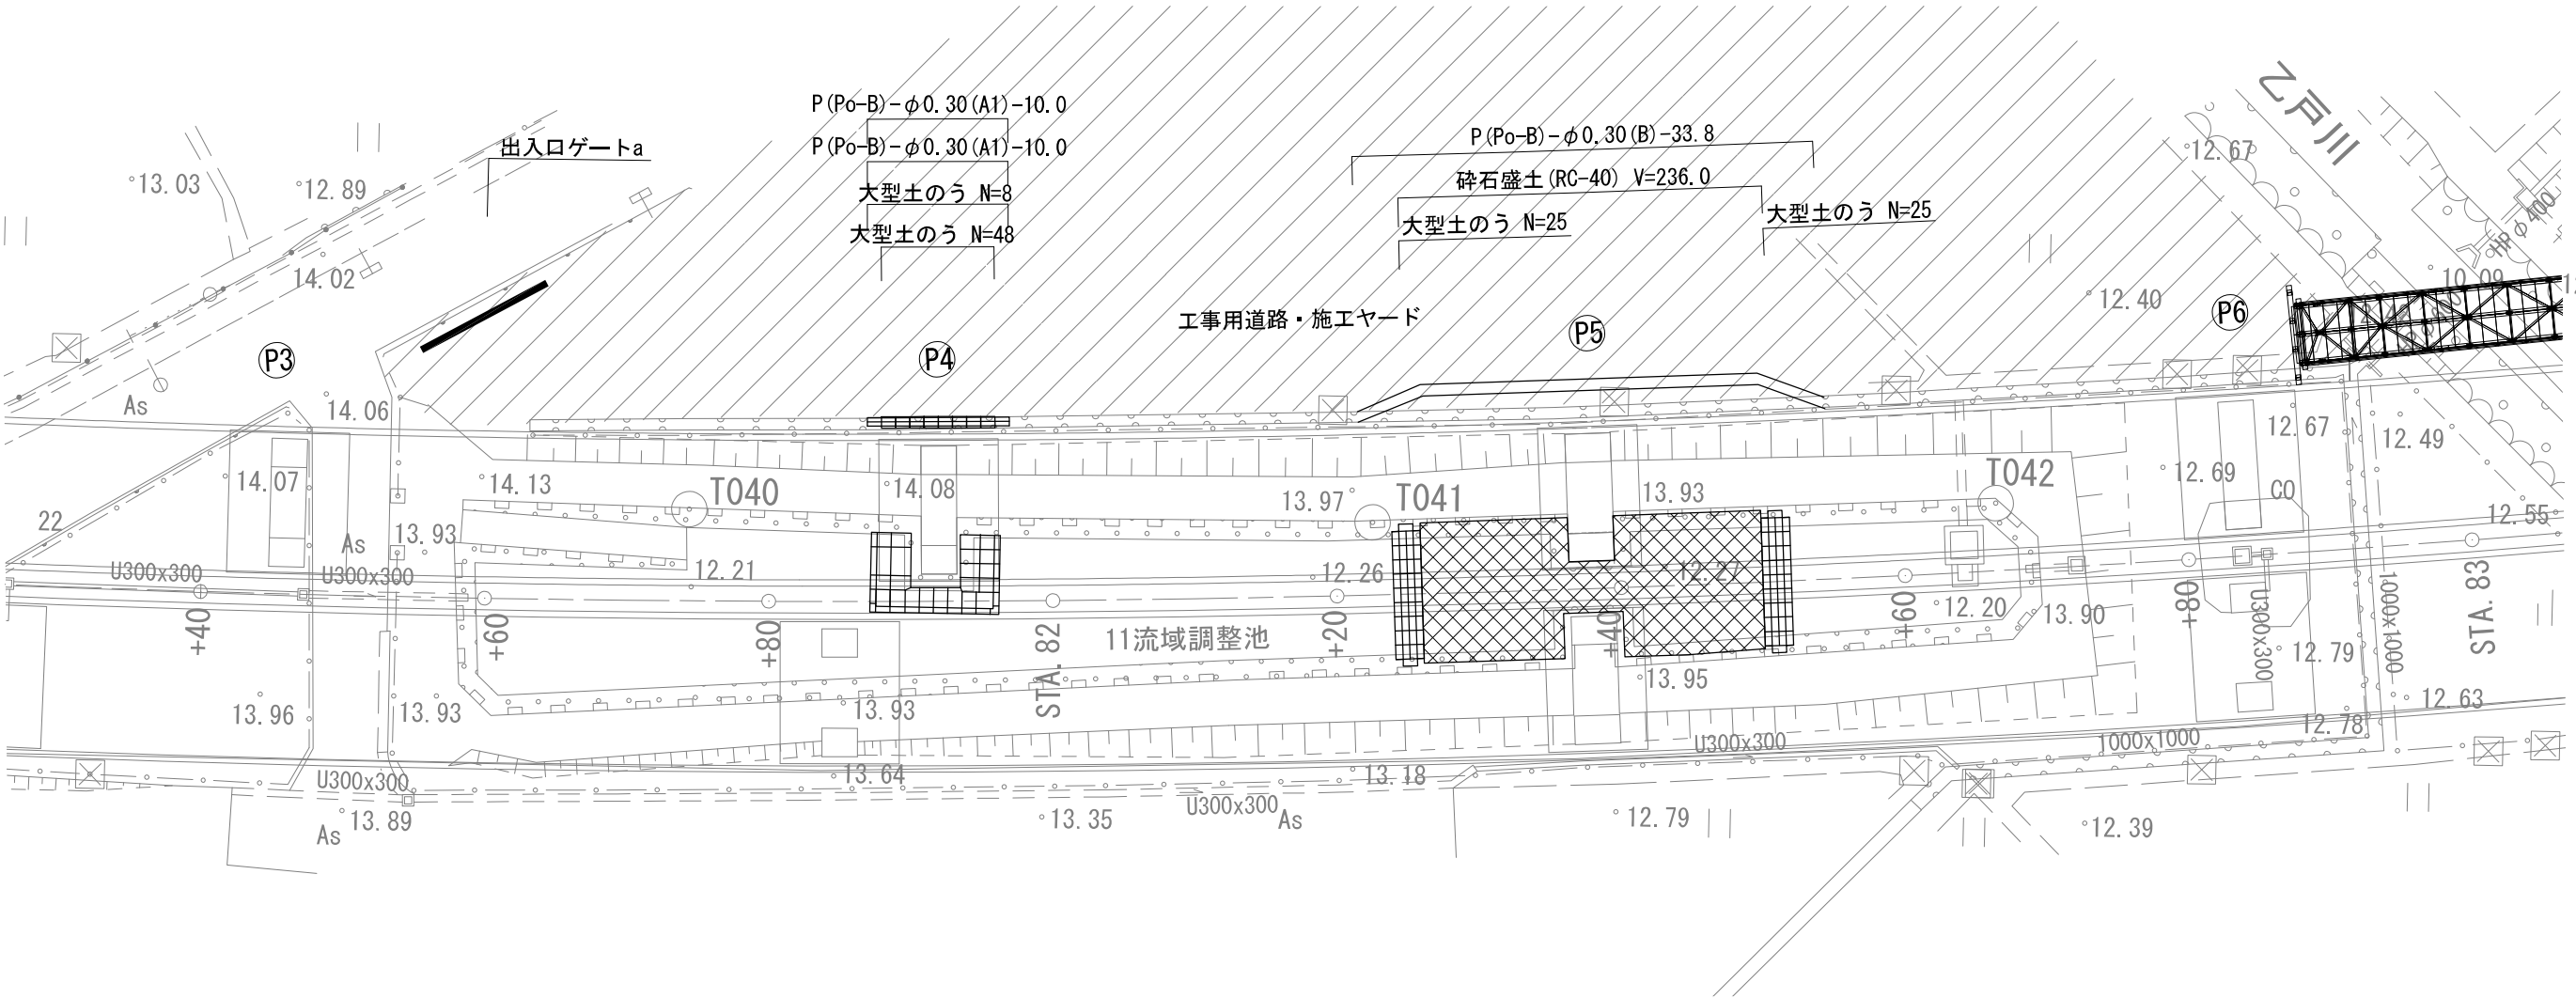 P(Po-B)-φ0.30(A1)-10.0
P(Po-B)-φ0.30(A1)-10.0
大型土のう N=8
大型土のう N=48
P(Po-B)-φ0.30(B)-33.8
砕石盛土(RC-40) V=236.0
大型土のう N=25
大型土のう N=25
出入口ゲートa
乙戸川
12.67
13.03
12.89
HPφ400
14.02
10.09
12.40
工事用道路・施工ヤード
P3
P4
P5
P6
As
14.06
12.67
12.49
14.07
14.13
T040
14.08
13.97
T041
13.93
T042
12.69
CO
22
As
13.93
12.55
U300x300
U300x300
12.21
12.26
12.27
12.20
13.90
+40
+60
+80
STA.82
11流域調整池
+20
+40
+60
+80
U300x300
1000x1000
STA.83
12.79
13.96
13.93
13.93
13.95
12.63
12.78
U300x300
1000x1000
U300x300
13.64
13.18
U300x300
13.89
As
13.35
As
12.79
12.39